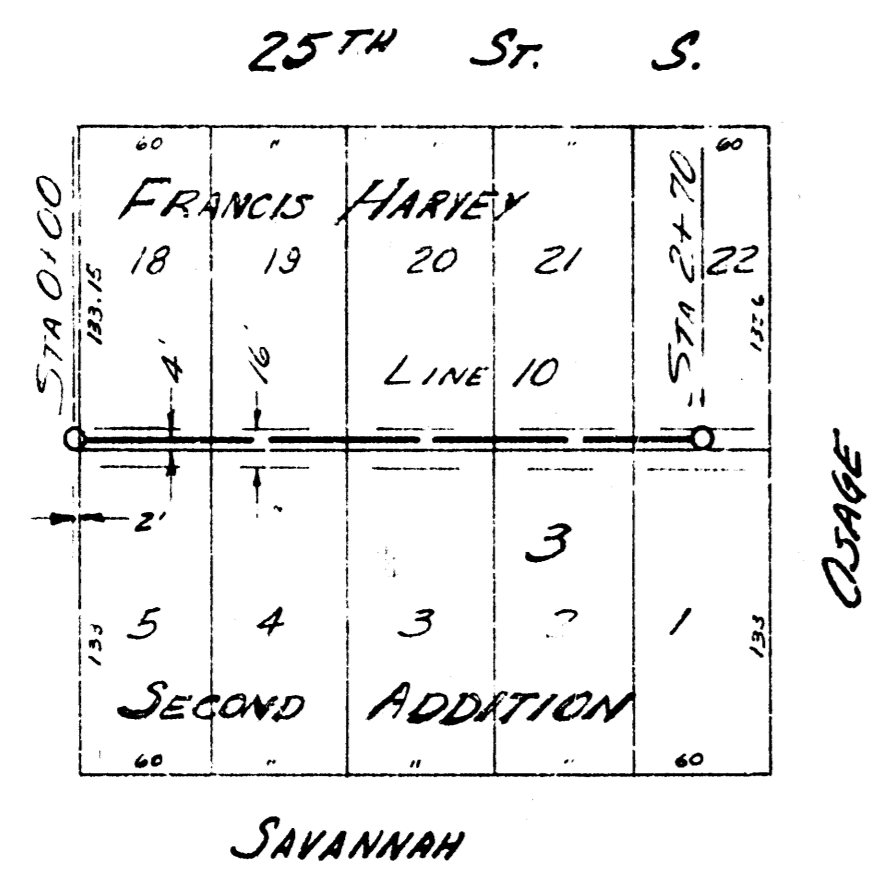 25TH ST. S.
60 " " " 60
FRANCIS HARVEY
STA 0+00
= STA 2+70
18 19 20 21 22
133.15
4'
16'
LINE 10
2'
3
OSAGE
5 4 3 2 1
133
133
SECOND ADDITION
60 " " " 60
SAVANNAH